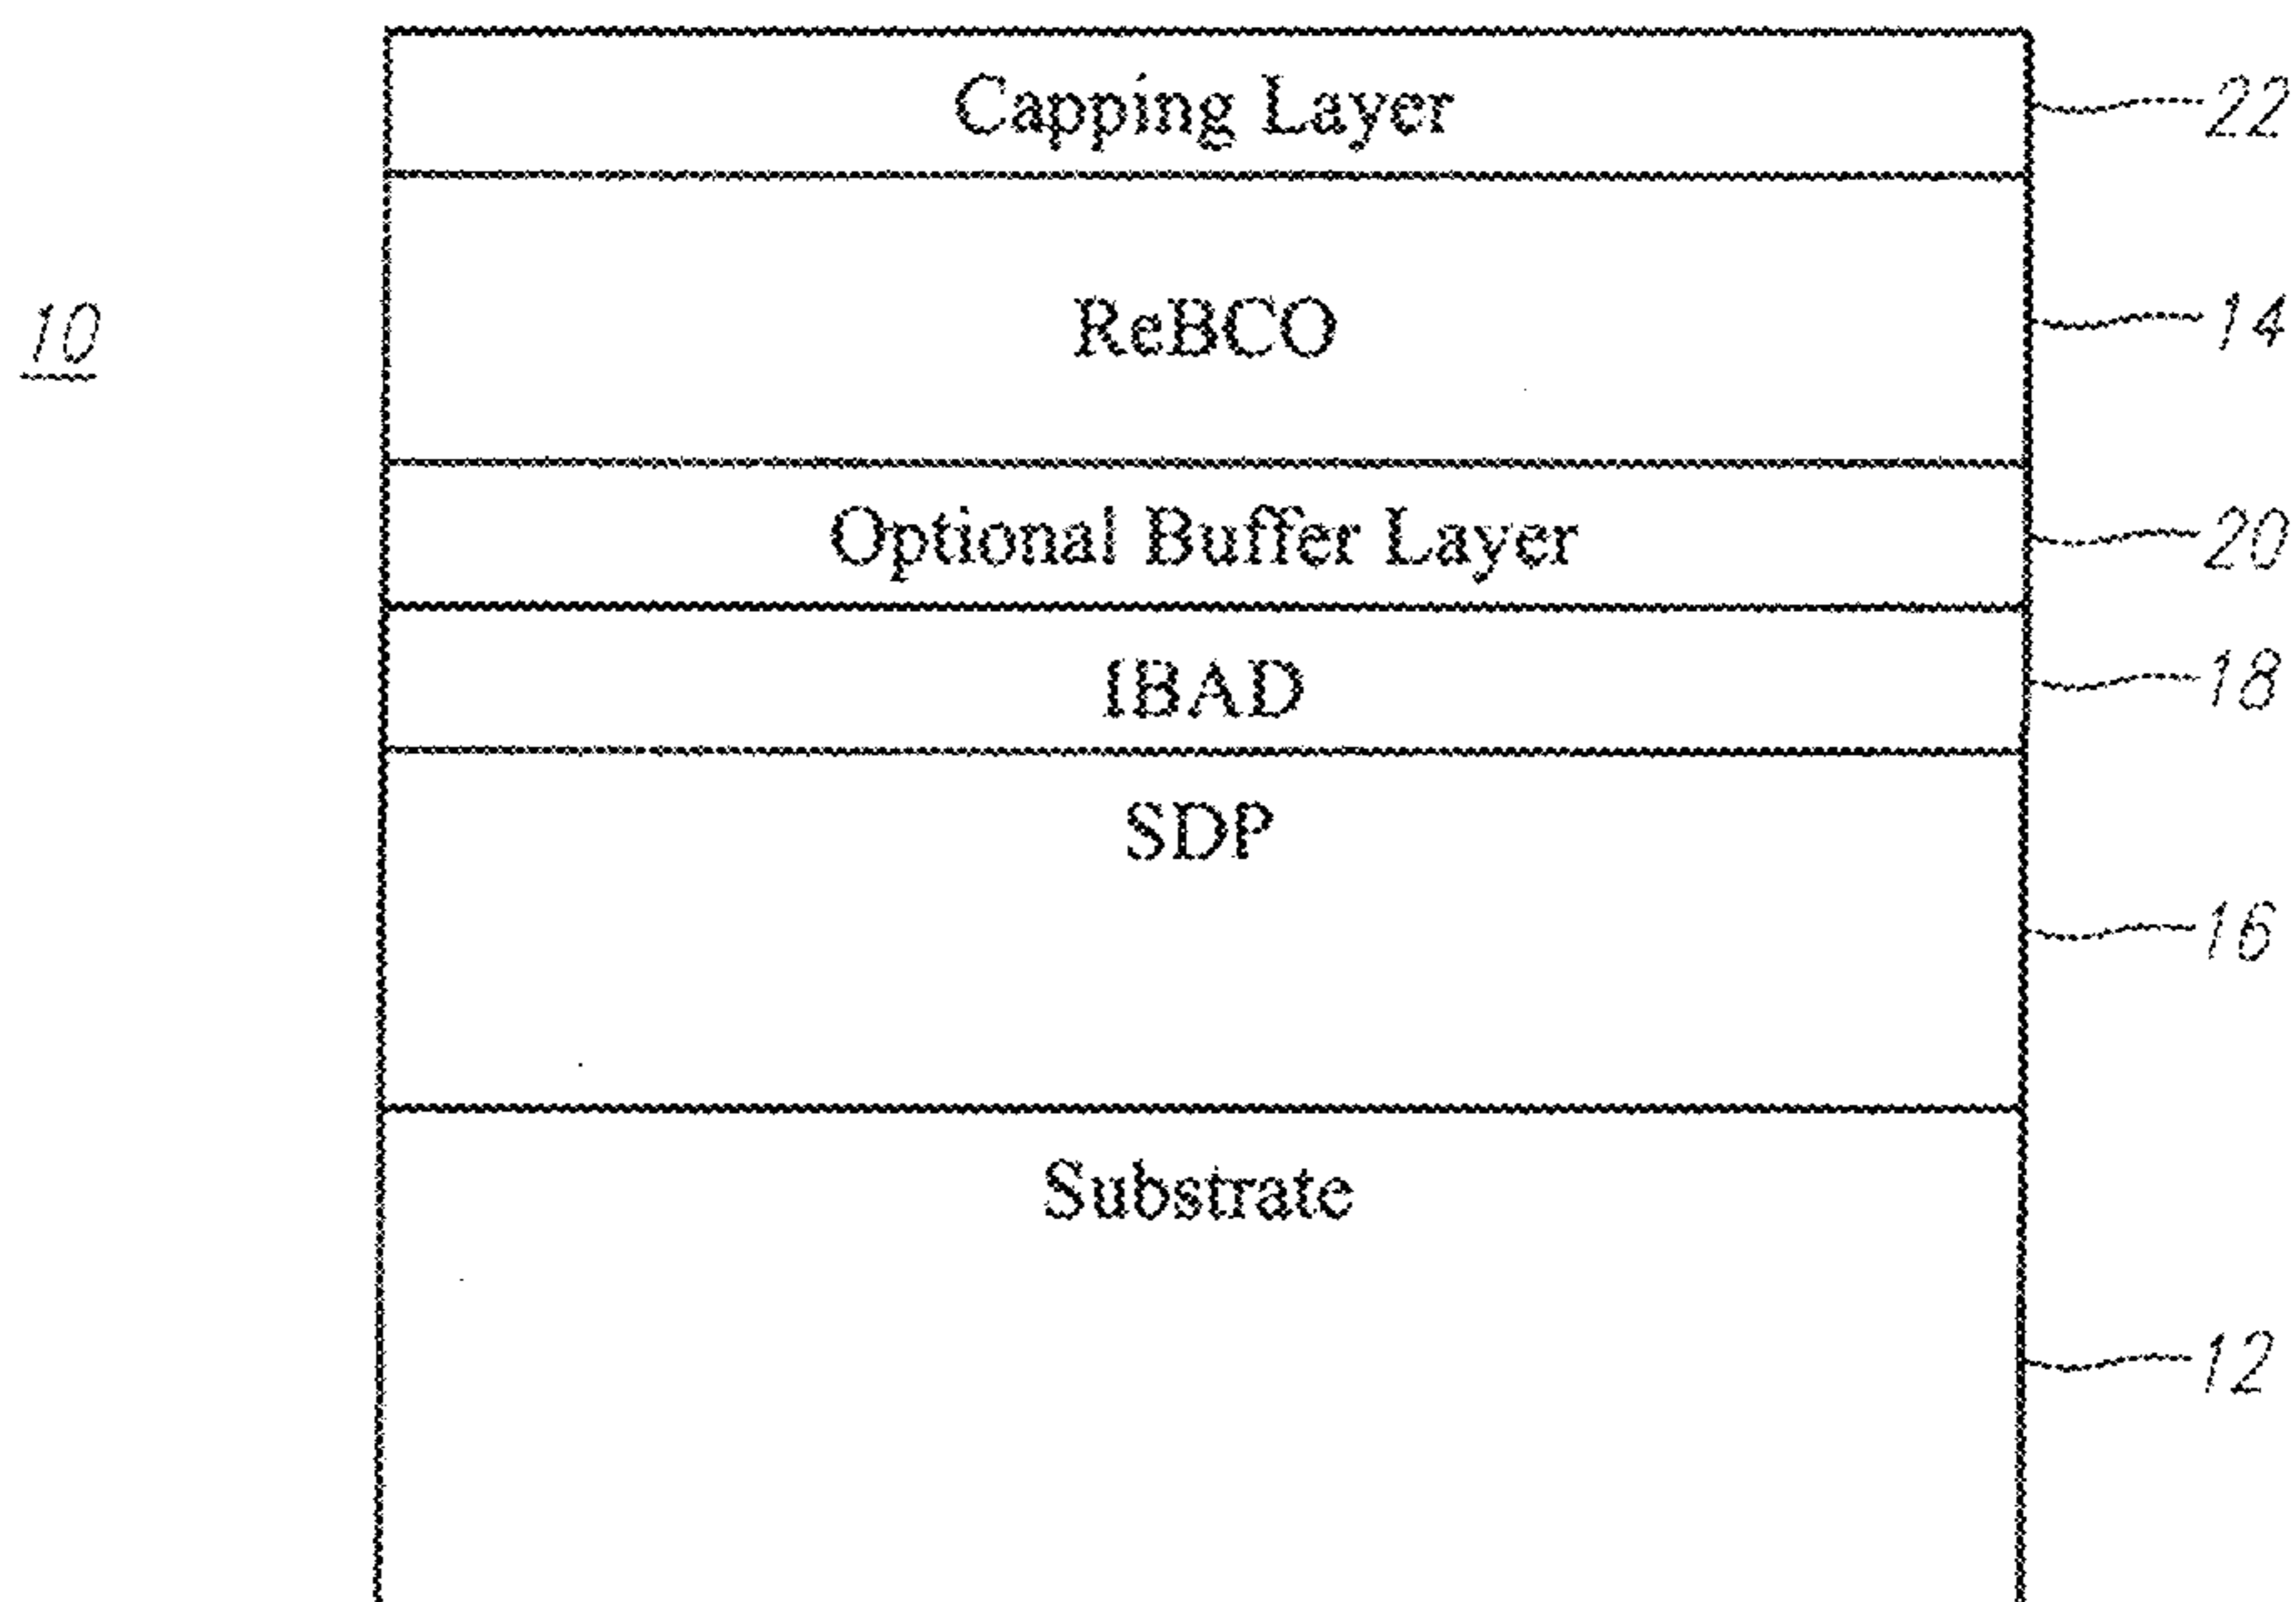 Capping Layer 22
10 ReBCO 14
Optional Buffer Layer 20
IBAD 18
SDP
16
Substrate
12